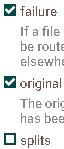 failure
If a file
be route
elsewhe
original
The orig
has bee
splits